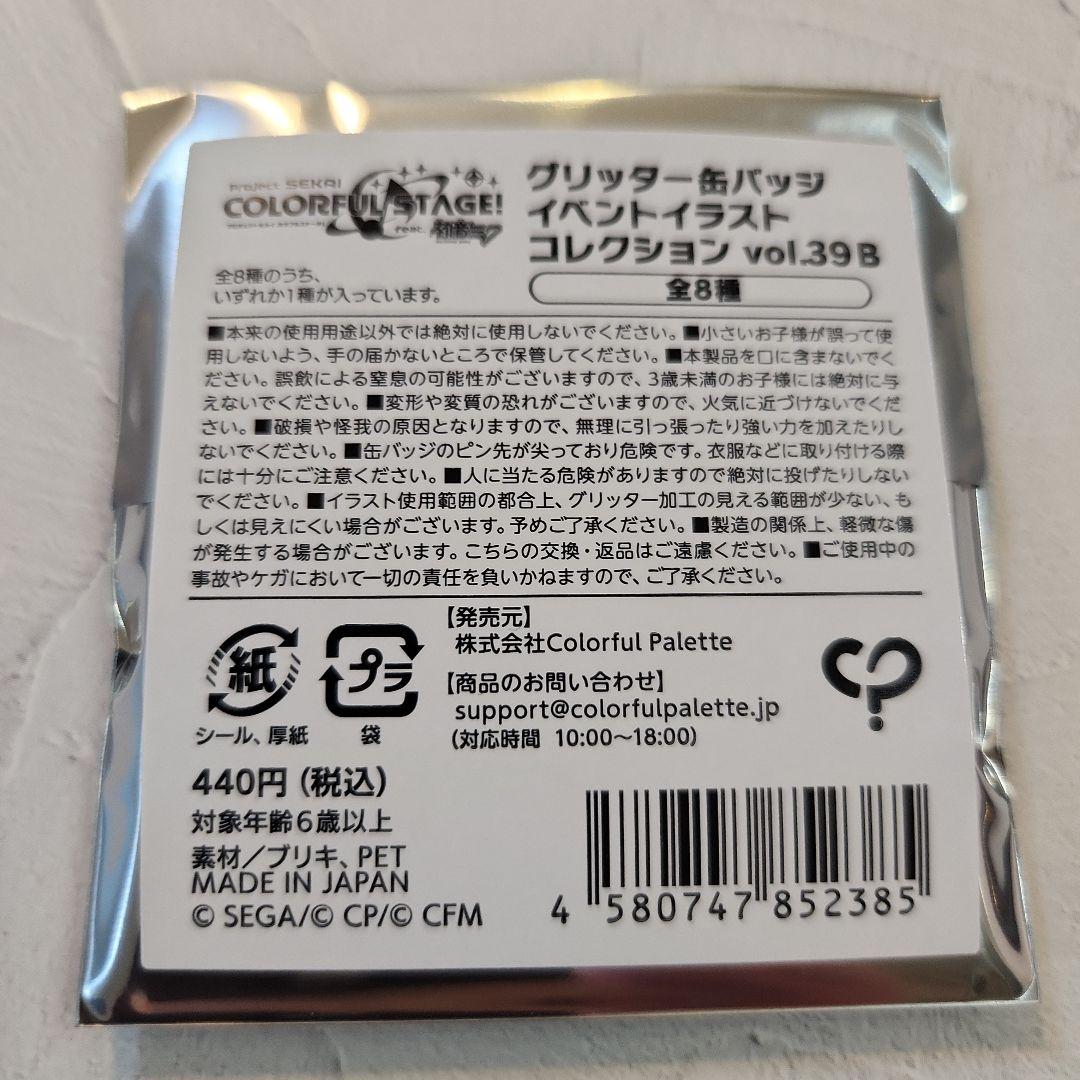 Project SEKAI
COLORFUL STAGE!
プロジェクトセカイ カラフルステージ！
feat. 初音ミク
グリッター缶バッジ
イベントイラスト
コレクション vol.39 B
全8種
全8種のうち、
いずれか1種が入っています。
■本来の使用用途以外では絶対に使用しないでください。■小さいお子様が誤って使
用しないよう、手の届かないところで保管してください。■本製品を口に含まないでく
ださい。誤飲による窒息の可能性がございますので、3歳未満のお子様には絶対に与
えないでください。■変形や変質の恐れがございますので、火気に近づけないでくだ
さい。■破損や怪我の原因となりますので、無理に引っ張ったり強い力を加えたりし
ないでください。■缶バッジのピン先が尖っており危険です。衣服などに取り付ける際
には十分にご注意ください。■人に当たる危険がありますので絶対に投げたりしない
でください。■イラスト使用範囲の都合上、グリッター加工の見える範囲が少ない、も
しくは見えにくい場合がございます。予めご了承ください。■製造の関係上、軽微な傷
が発生する場合がございます。こちらの交換・返品はご遠慮ください。■ご使用中の
事故やケガにおいて一切の責任を負いかねますので、ご了承ください。
紙
シール、厚紙
プラ
袋
【発売元】
株式会社Colorful Palette
【商品のお問い合わせ】
support@colorfulpalette.jp
(対応時間 10:00〜18:00)
440円（税込）
対象年齢6歳以上
素材／ブリキ、PET
MADE IN JAPAN
© SEGA/© CP/© CFM
4 580747 852385